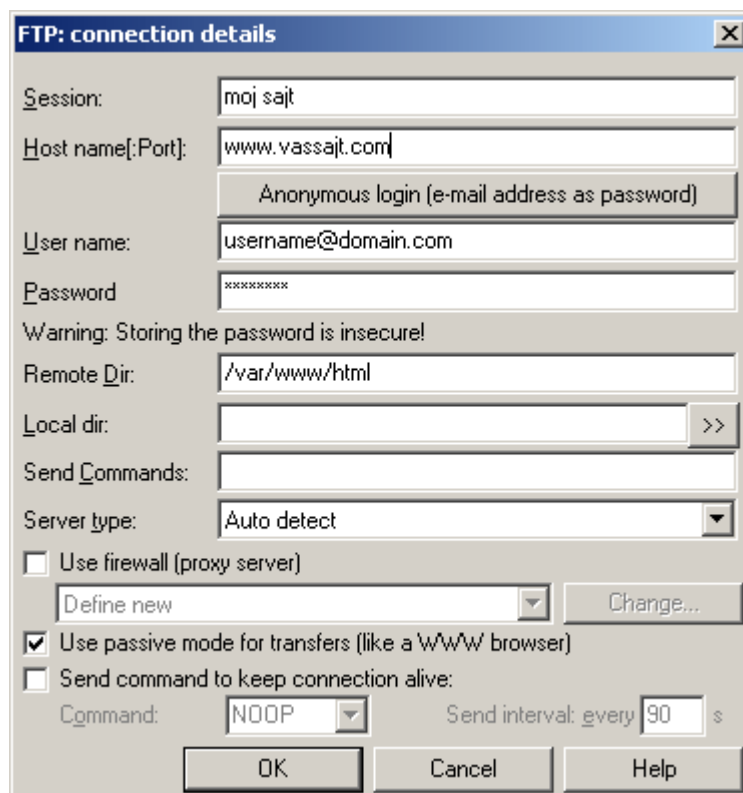 FTP: connection details
Session: moj sajt
Host name[:Port]: www.vassajt.com
Anonymous login (e-mail address as password)
User name: username@domain.com
Password ********
Warning: Storing the password is insecure!
Remote Dir: /var/www/html
Local dir: >>
Send Commands:
Server type: Auto detect
Use firewall (proxy server)
Define new Change...
Use passive mode for transfers (like a WWW browser)
Send command to keep connection alive:
Command: NOOP Send interval: every 90 s
OK Cancel Help